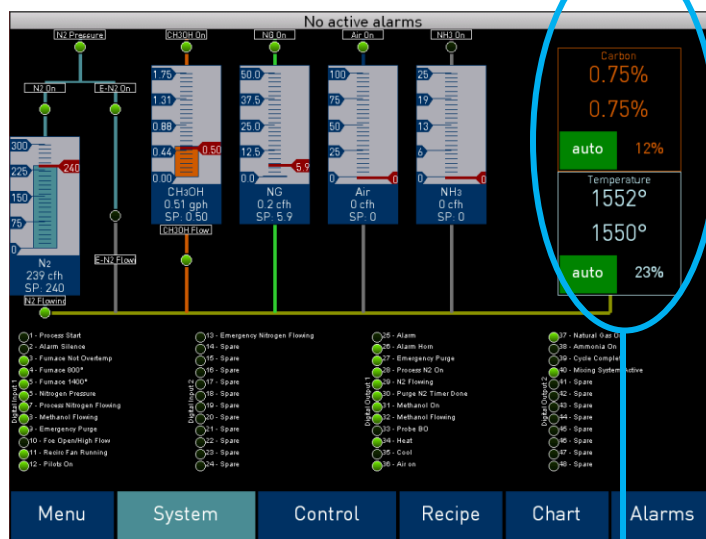 No active alarms
N2 Pressure
CH3OH On
NG On
Air On
NH3 On
N2 On
E-N2 On
300
225
150
75
0
240
N2
239 cfh
SP: 240
N2 Flowing
E-N2 Flow
1.75
1.31
0.88
0.44
0.00
0.50
CH3OH
0.51 gph
SP: 0.50
CH3OH Flow
50.0
37.5
25.0
12.5
0.0
5.9
NG
0.2 cfh
SP: 5.9
100
75
50
25
0
0
Air
0 cfh
SP: 0
25
19
13
6
0
0
NH3
0 cfh
SP: 0
Carbon
0.75%
0.75%
auto 12%
Temperature
1552°
1550°
auto 23%
Digital Input 1
1 - Process Start
2 - Alarm Silence
3 - Furnace Not Overtemp
4 - Furnace 800°
5 - Furnace 1400°
6 - Nitrogen Pressure
7 - Process Nitrogen Flowing
8 - Methanol Flowing
9 - Emergency Purge
10 - Fce Open/High Flow
11 - Recirc Fan Running
12 - Pilots On
Digital Input 2
13 - Emergency Nitrogen Flowing
14 - Spare
15 - Spare
16 - Spare
17 - Spare
18 - Spare
19 - Spare
20 - Spare
21 - Spare
22 - Spare
23 - Spare
24 - Spare
Digital Output 1
25 - Alarm
26 - Alarm Horn
27 - Emergency Purge
28 - Process N2 On
29 - N2 Flowing
30 - Purge N2 Timer Done
31 - Methanol On
32 - Methanol Flowing
33 - Probe BO
34 - Heat
35 - Cool
36 - Air on
Digital Output 2
37 - Natural Gas
38 - Ammonia On
39 - Cycle Complete
40 - Mixing System Active
41 - Spare
42 - Spare
43 - Spare
44 - Spare
45 - Spare
46 - Spare
47 - Spare
48 - Spare
Menu System Control Recipe Chart Alarms